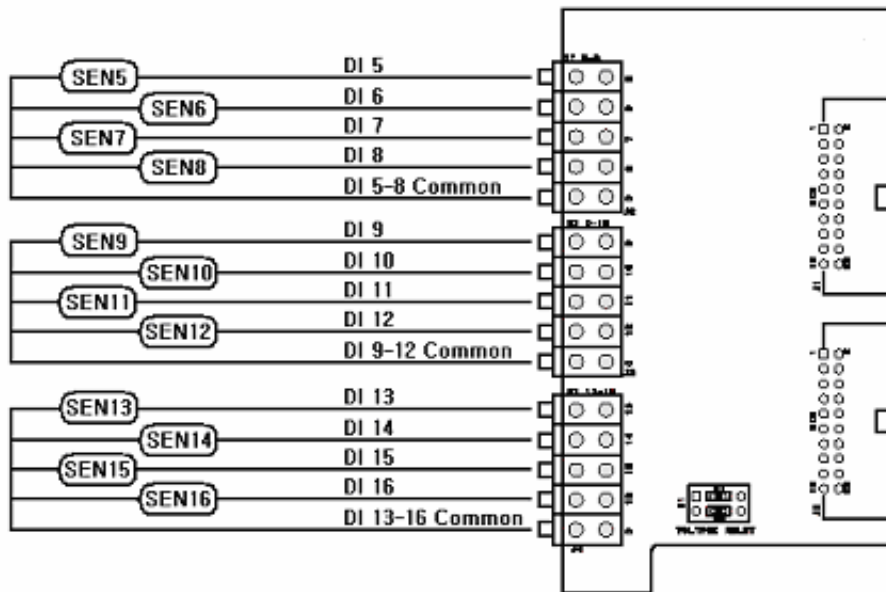 DI 5
SEN5
DI 6
SEN6
DI 7
SEN7
DI 8
SEN8
DI 5-8 Common
DI 9
SEN9
DI 10
SEN10
DI 11
SEN11
DI 12
SEN12
DI 9-12 Common
DI 13
SEN13
DI 14
SEN14
DI 15
SEN15
DI 16
SEN16
DI 13-16 Common